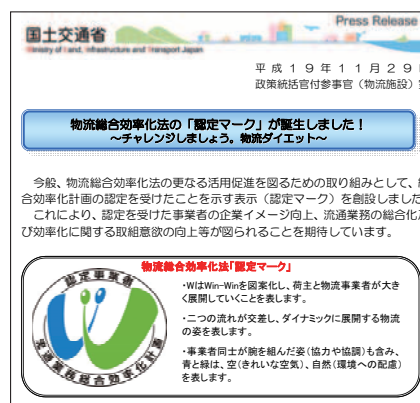 Press Release
国土交通省
Ministry of Land, Infrastructure and Transport Japan
平成19年11月29
政策統括官付参事官(物流施設)
物流総合効率化法の「認定マーク」が誕生しました!
~チャレンジしましょう。物流ダイエット~
今般、物流総合効率化法の更なる活用促進を図るための取り組みとして、
合効率化計画の認定を受けたことを示す表示(認定マーク)を創設しました
これにより、認定を受けた事業者の企業イメージ向上、流通業務の総合化
び効率化に関する取組意欲の向上等が図られることを期待しています。
物流総合効率化法「認定マーク」
認定事業者
流通業務総合効率化計画
・WはWin-Winを図案化し、荷主と物流事業者が大き
く展開していくことを表します。
・二つの流れが交差し、ダイナミックに展開する物流
の姿を表します。
・事業者同士が腕を組んだ姿(協力や協調)も含み、
青と緑は、空(きれいな空気)、自然(環境への配慮)
を表します。